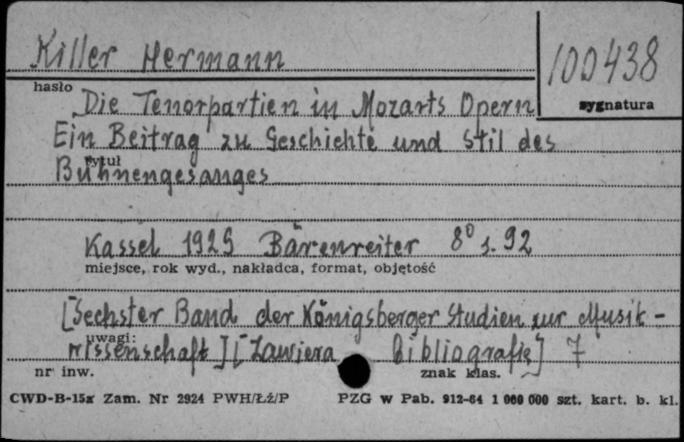 Killer Hermann
100438
hasło
sygnatura
Die Tenorpartien in Mozarts Opern
Ein Beitrag zu Geschichte und Stil des
tytuł
Bühnengesanges
Kassel 1929 Bärenreiter 8° s. 92
miejsce, rok wyd., nakładca, format, objętość
[Sechster Band der Königsberger Studien zur Musik-
uwagi:
wissenschaft] [Zawiera Bibliografię] 7
nr inw.
znak klas.
CWD-B-15a Zam. Nr 2924 PWH/Łź/P PZG w Pab. 912-64 1 000 000 szt. kart. b. kl.